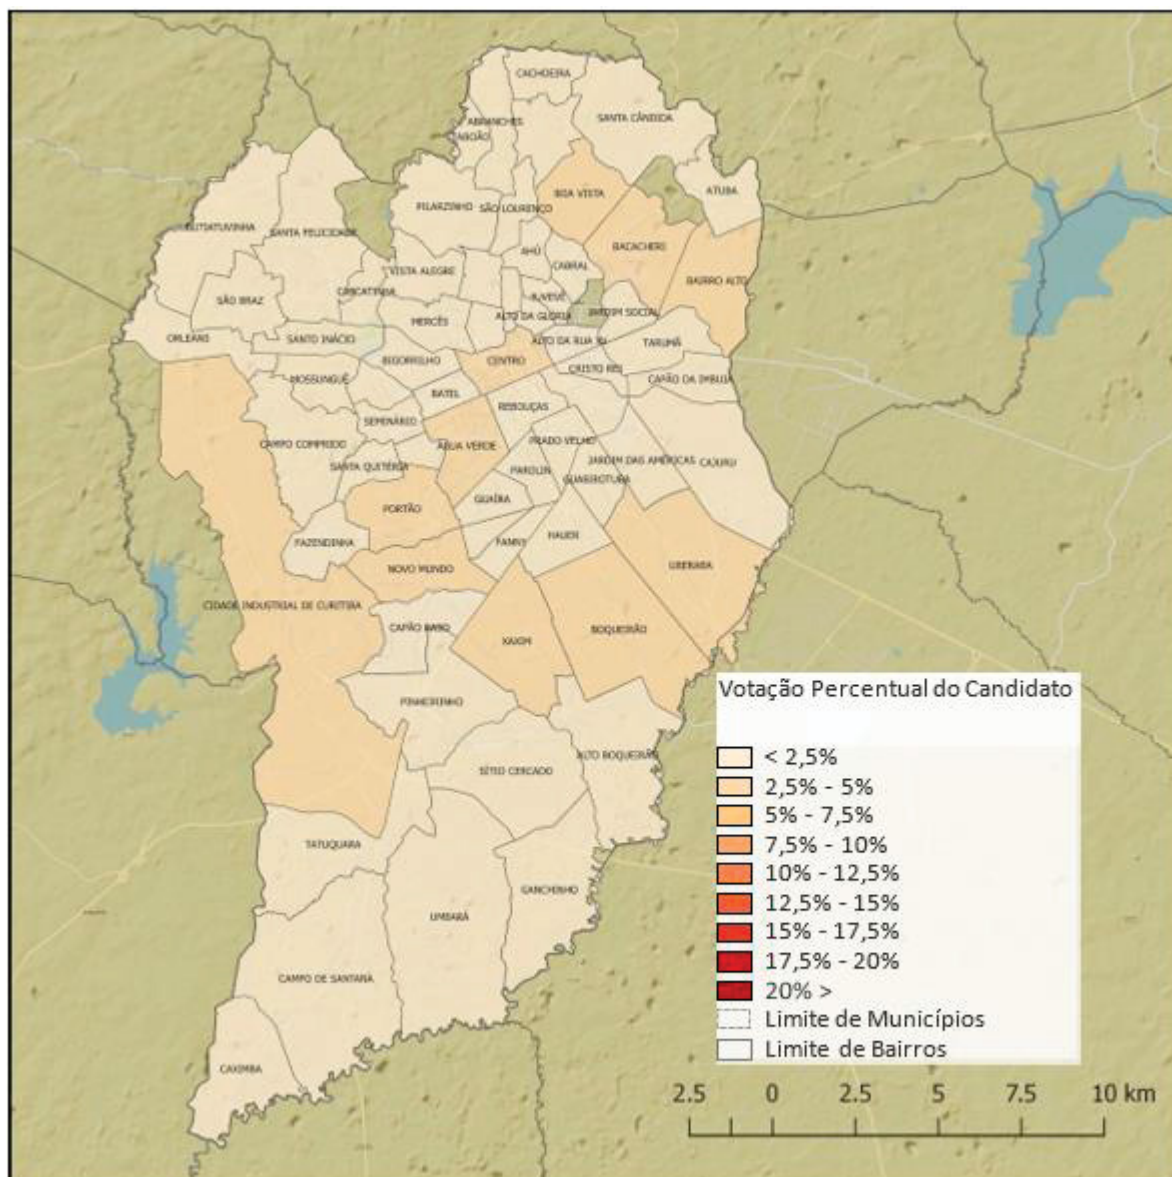 CACHOEIRA
ABRANCHES
TABOÃO
SANTA CÂNDIDA
ATUBA
BOA VISTA
PILARZINHO
SÃO LOURENÇO
BUTIATUVINHA
SANTA FELICIDADE
AHÚ
BACACHERI
CABRAL
VISTA ALEGRE
BAIRRO ALTO
CASCATINHA
SÃO BRAZ
JUVEVÊ
MERCÊS
ALTO DA GLORIA
JARDIM SOCIAL
ORLEANS
SANTO INÁCIO
ALTO DA RUA XV
TARUMÃ
BIGORRILHO
CENTRO
CRISTO REI
MOSSUNGUÊ
CAPÃO DA IMBUIA
BATEL
REBOUÇAS
SEMINÁRIO
CAMPO COMPRIDO
ÁGUA VERDE
PRADO VELHO
JARDIM DAS AMÉRICAS
CAJURU
SANTA QUITÉRIA
PAROLIN
GUABIROTUBA
GUAÍRA
PORTÃO
FAZENDINHA
FANNY
HAUER
NOVO MUNDO
UBERABA
CIDADE INDUSTRIAL DE CURITIBA
CAPÃO RASO
XAXIM
BOQUEIRÃO
PINHEIRINHO
ALTO BOQUEIRÃO
SÍTIO CERCADO
TATUQUARA
GANCHINHO
UMBARÁ
CAMPO DE SANTANA
CAXIMBA
Votação Percentual do Candidato
< 2,5%
2,5% - 5%
5% - 7,5%
7,5% - 10%
10% - 12,5%
12,5% - 15%
15% - 17,5%
17,5% - 20%
20% >
Limite de Municípios
Limite de Bairros
2.5 0 2.5 5 7.5 10 km